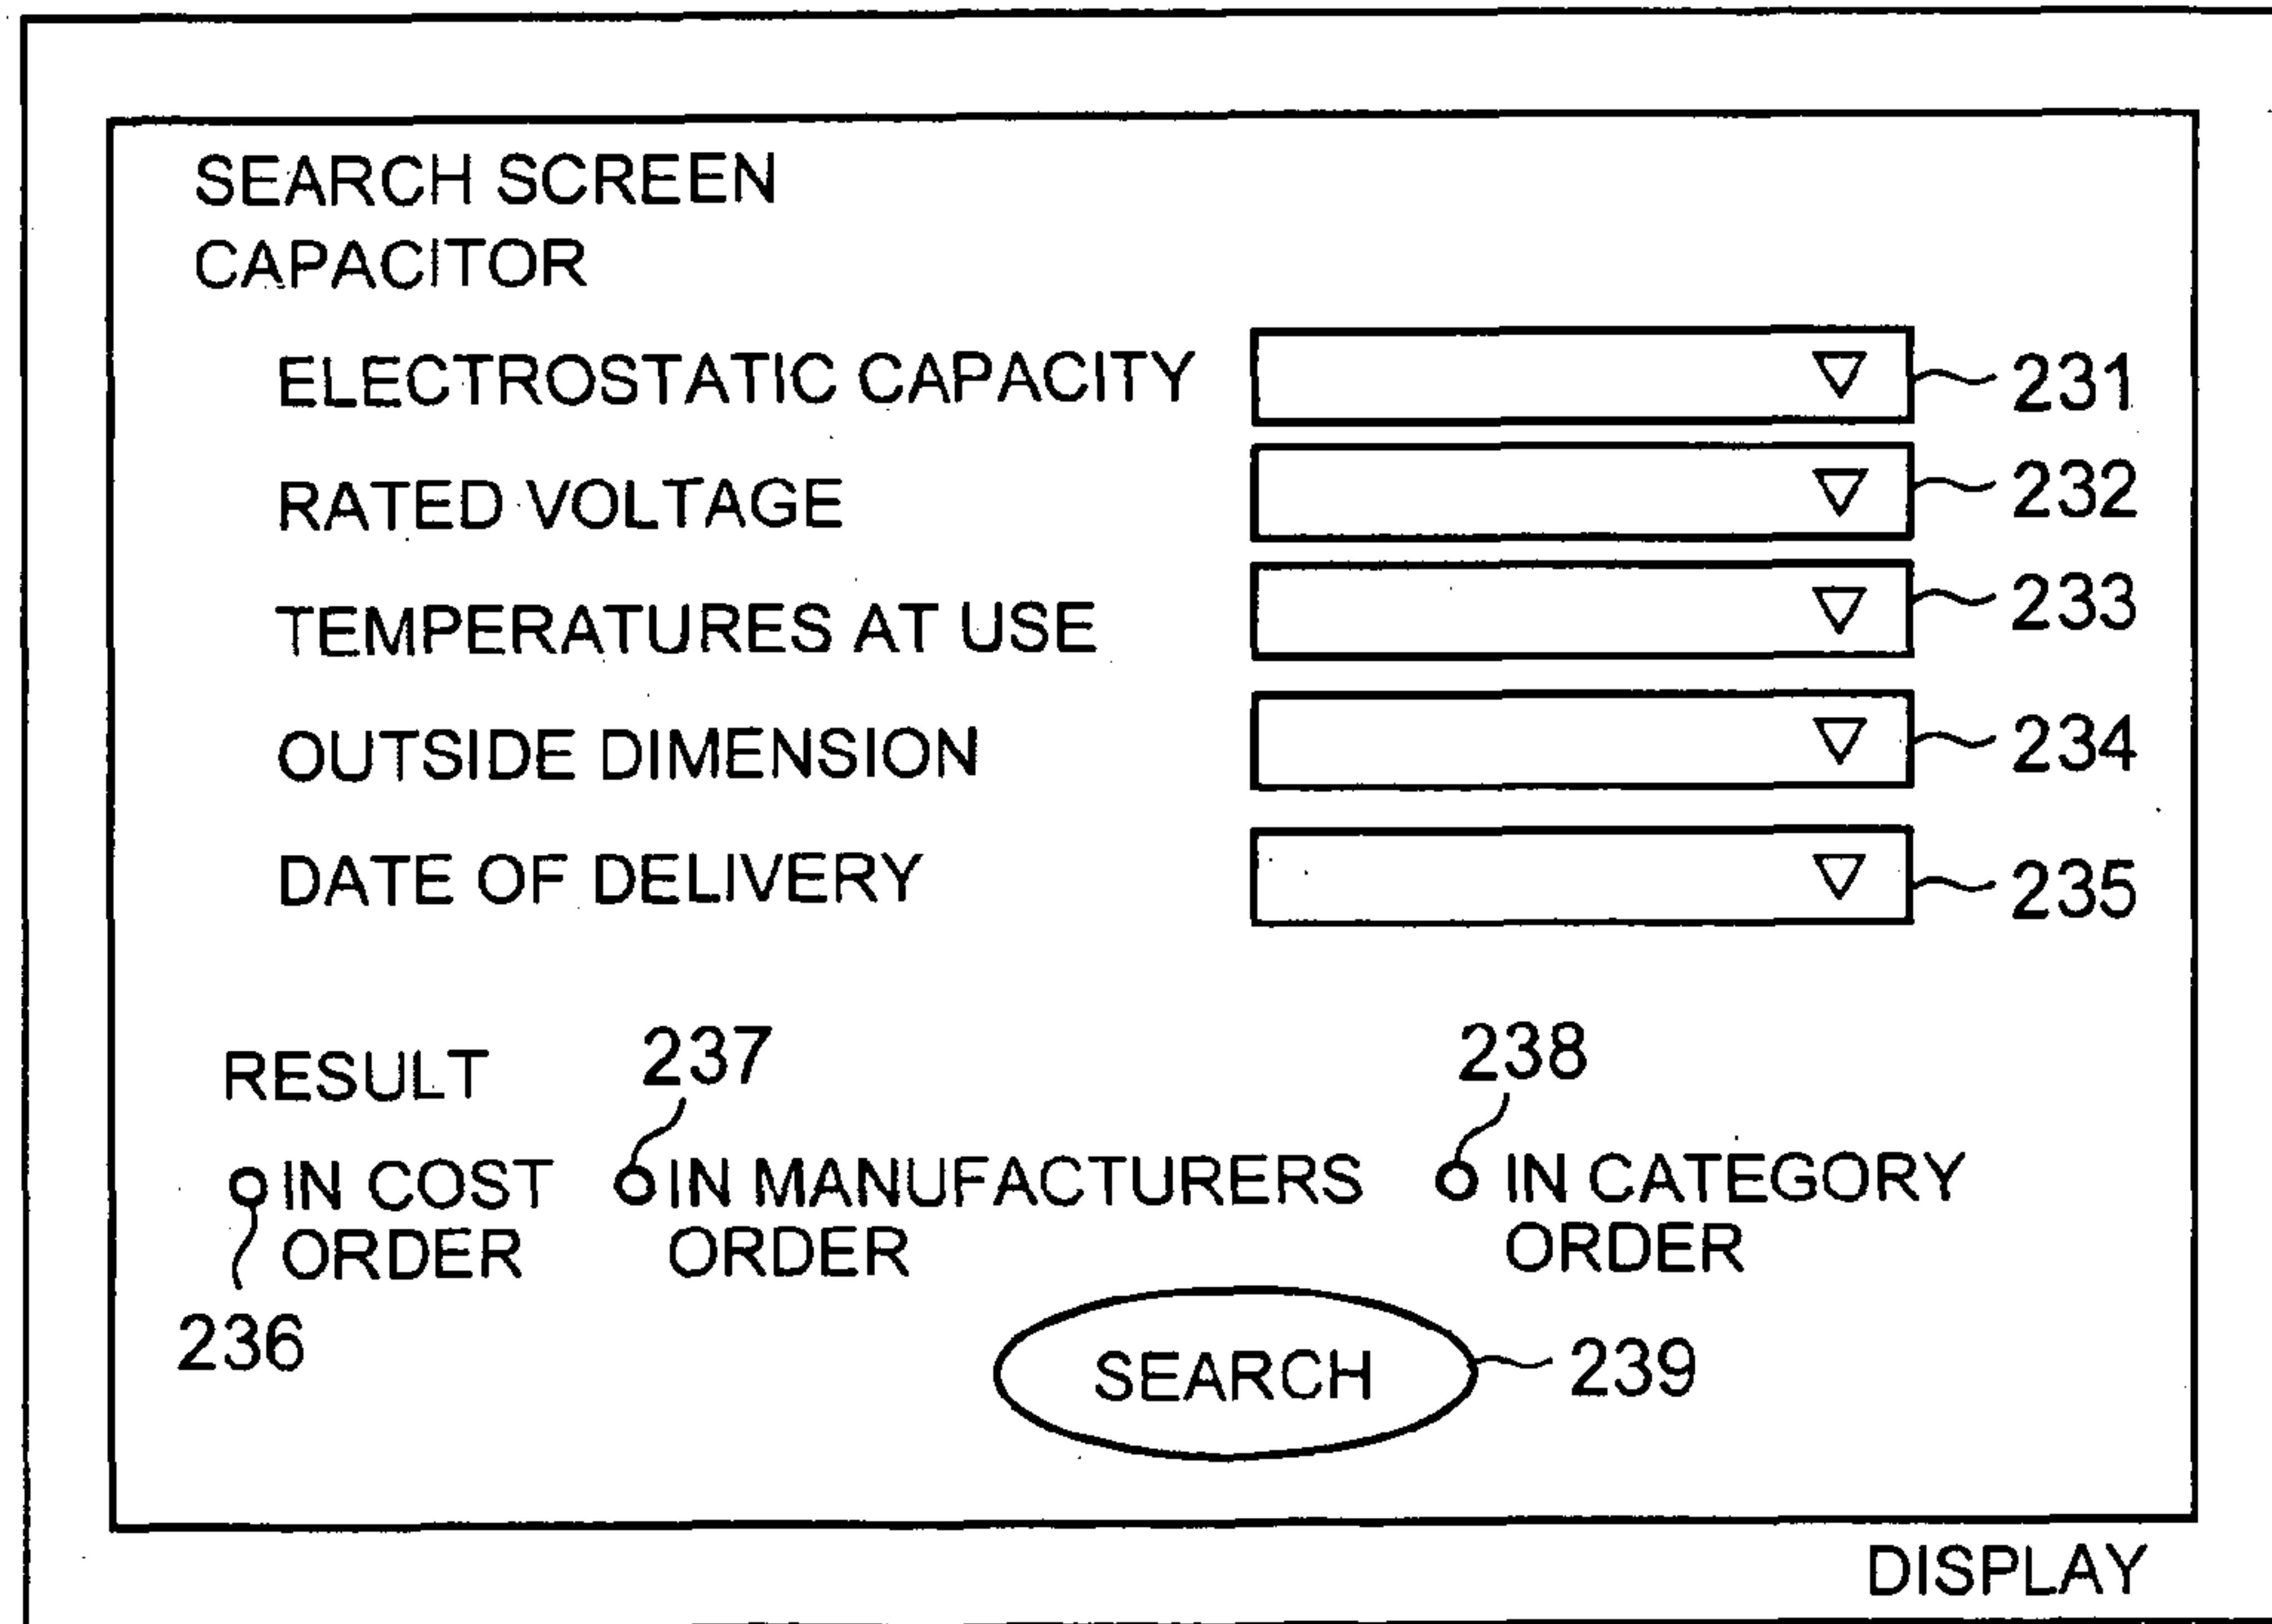 SEARCH SCREEN
CAPACITOR
ELECTROSTATIC CAPACITY 231
RATED VOLTAGE 232
TEMPERATURES AT USE 233
OUTSIDE DIMENSION 234
DATE OF DELIVERY 235
RESULT 237 238
IN COST IN MANUFACTURERS IN CATEGORY
ORDER ORDER ORDER
236
SEARCH 239
DISPLAY